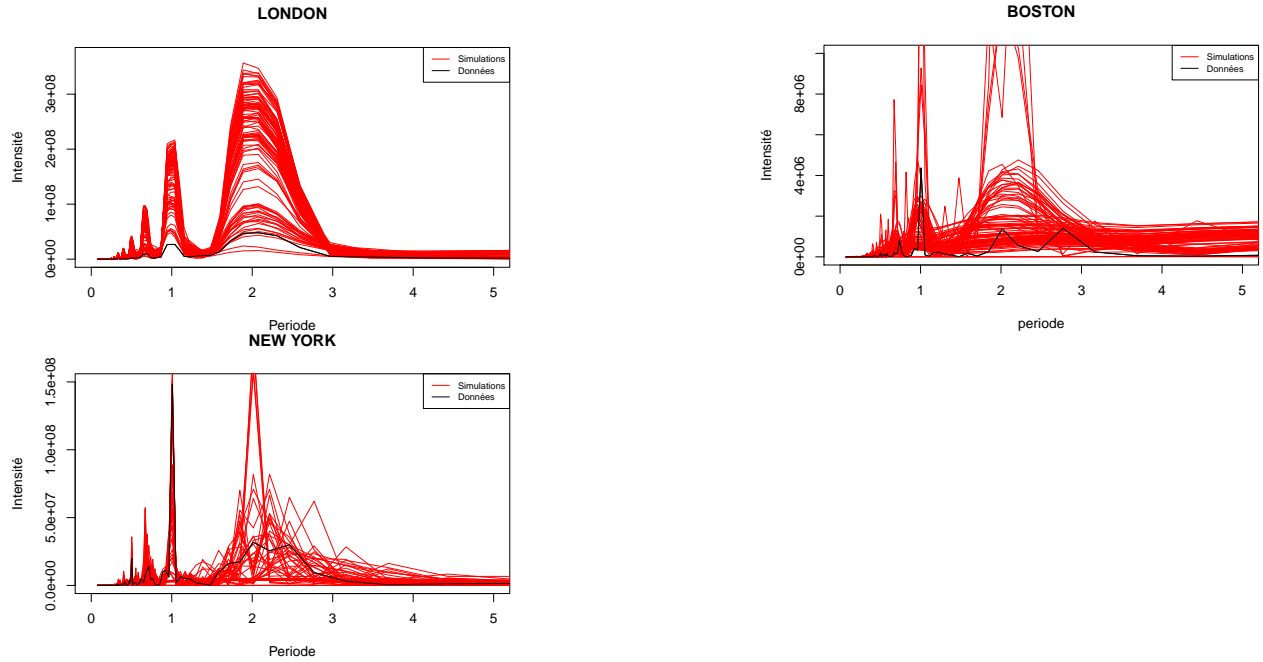 LONDON
Intensité
0e+00 1e+08 2e+08 3e+08
Simulations
Données
0 1 2 3 4 5
Periode
BOSTON
Intensité
0e+00 4e+06 8e+06
Simulations
Données
0 1 2 3 4 5
periode
NEW YORK
Intensité
0.0e+00 5.0e+07 1.0e+08 1.5e+08
Simulations
Données
0 1 2 3 4 5
Periode